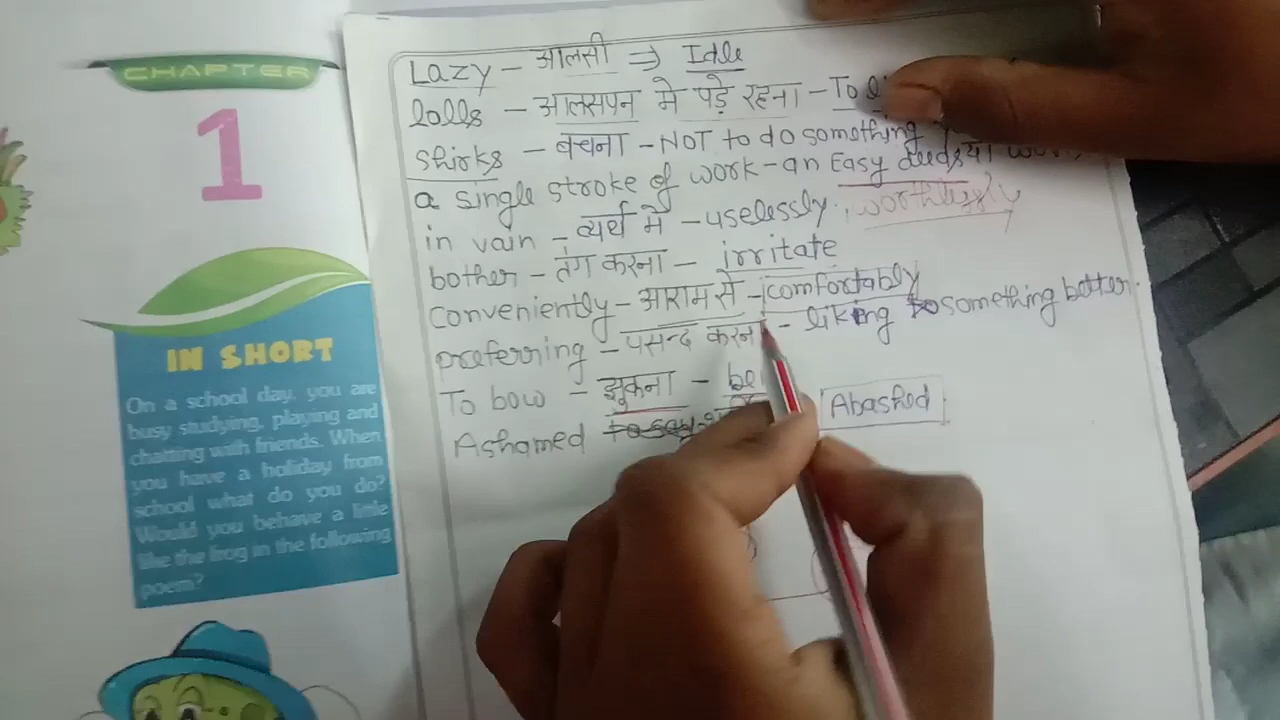 CHAPTER
1
IN SHORT
On a school day, you are
busy studying, playing and
chatting with friends. When
you have a holiday from
school what do you do?
Would you behave a little
like the frog in the following
poem?
Lazy – आलसी ⇒ Idle
lolls – आलसपन मे पड़े रहना – To
shirks – बचना – NOT to do something
a single stroke of work – an Easy deeds या
in vain – व्यर्थ मे – uselessly, worthlessly
bother – तंग करना – irritate
conveniently – आराम से – comfortably
preferring – पसन्द करना – liking something better.
To bow – झुकना –
Ashamed Abashed